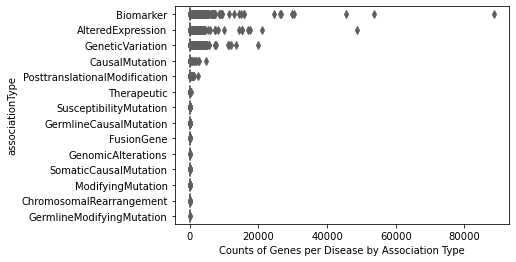 Biomarker
AlteredExpression
GeneticVariation
CausalMutation
PosttranslationalModification
Therapeutic
SusceptibilityMutation
GermlineCausalMutation
FusionGene
GenomicAlterations
SomaticCausalMutation
ModifyingMutation
ChromosomalRearrangement
GermlineModifyingMutation
associationType
0 20000 40000 60000 80000
Counts of Genes per Disease by Association Type